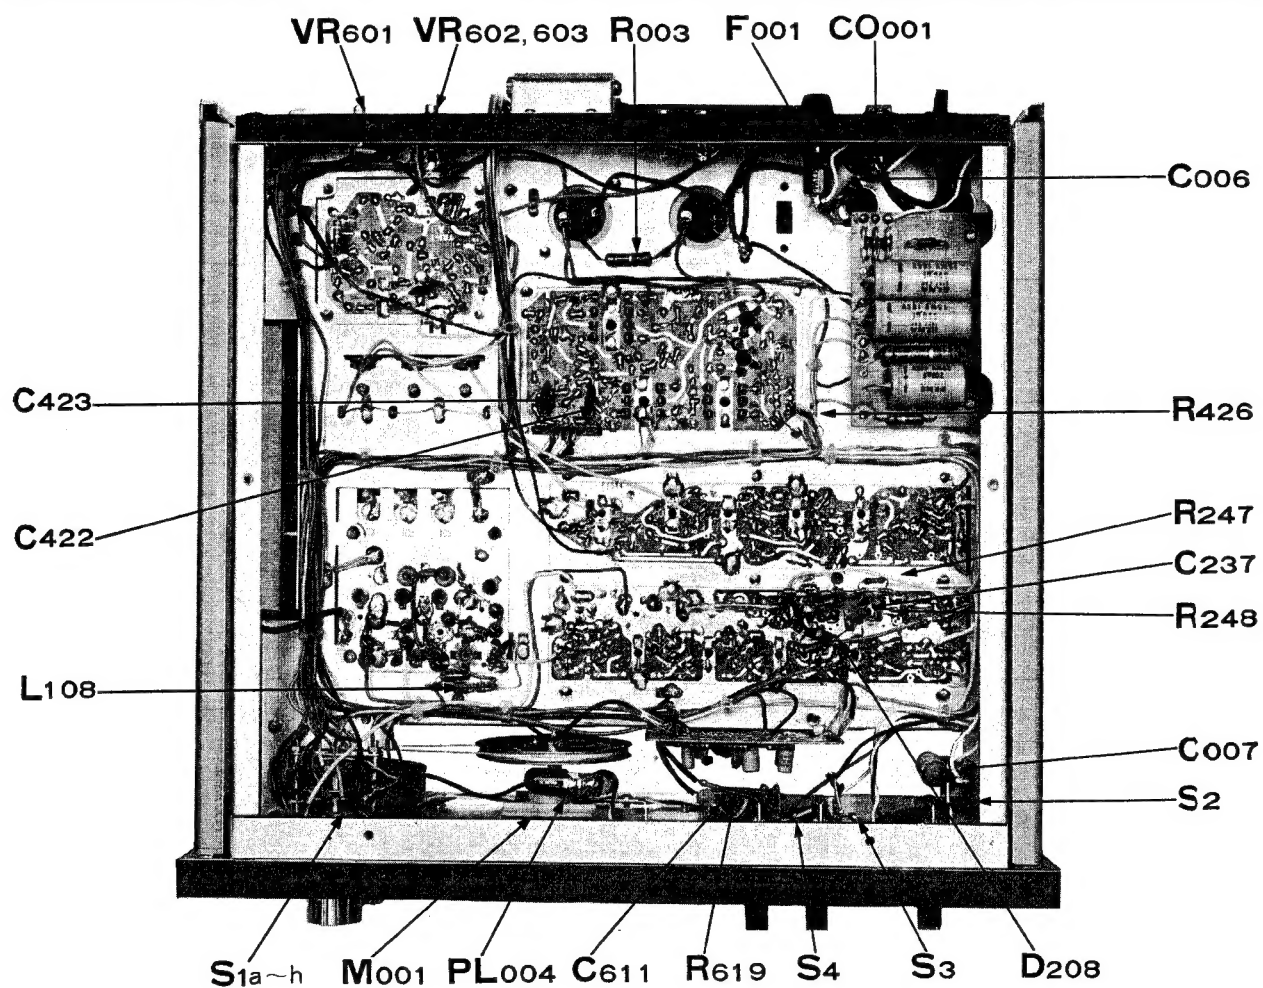 VR601 VR602,603 R003 F001 CO001
C006
C423
R426
C422
R247
C237
R248
L108
C007
S2
S1a~h M001 PL004 C611 R619 S4 S3 D208